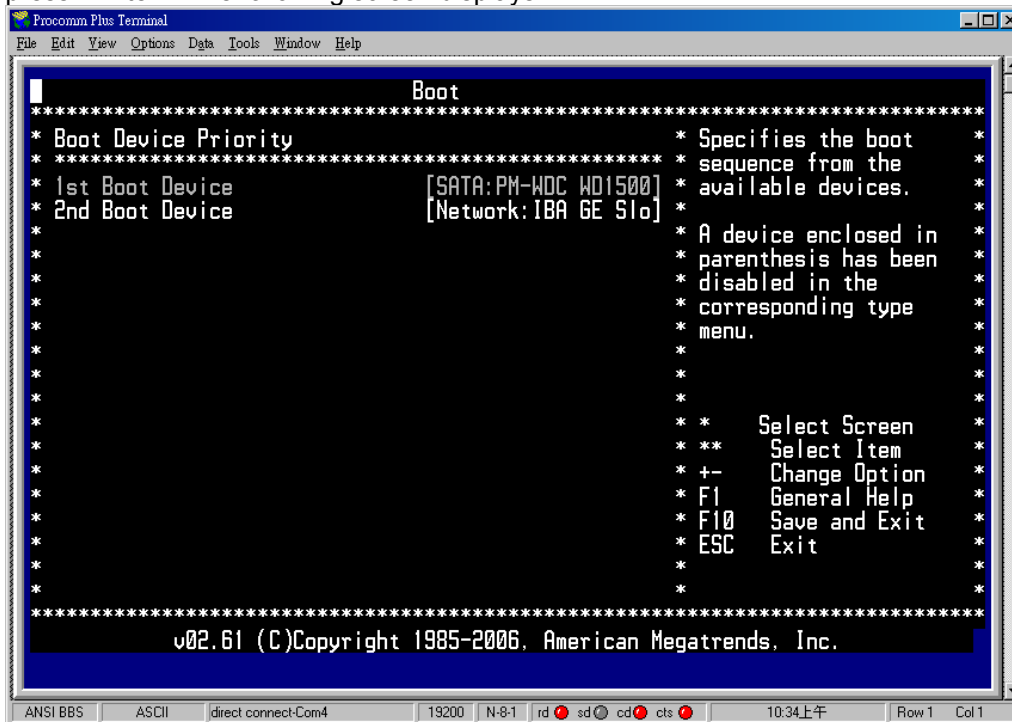 Procomm Plus Terminal
File Edit View Options Data Tools Window Help
Boot
********************************************************************************
* Boot Device Priority * Specifies the boot *
* *************************************************** * sequence from the *
* 1st Boot Device [SATA:PM-WDC WD1500] * available devices. *
* 2nd Boot Device [Network:IBA GE Slo] * *
* * A device enclosed in *
* * parenthesis has been *
* * disabled in the *
* * corresponding type *
* * menu. *
* * *
* * *
* * *
* * * Select Screen *
* * ** Select Item *
* * +- Change Option *
* * F1 General Help *
* * F10 Save and Exit *
* * ESC Exit *
* * *
* * *
********************************************************************************
v02.61 (C)Copyright 1985-2006, American Megatrends, Inc.
ANSI BBS ASCII direct connect-Com4 19200 N-8-1 rd sd cd cts 10:34上午 Row 1 Col 1